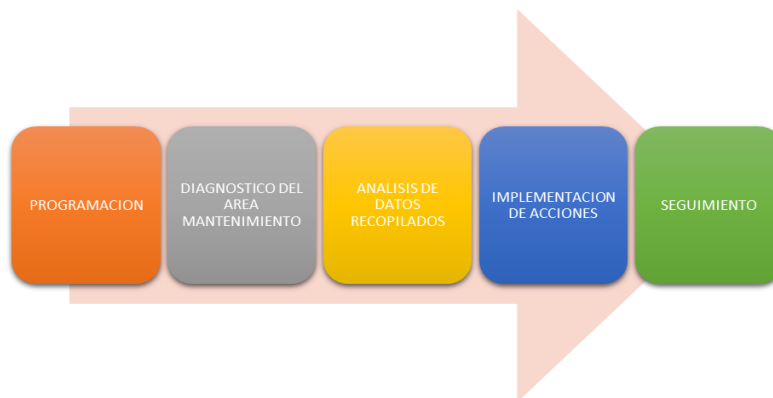 PROGRAMACION
DIAGNOSTICO DEL
AREA
MANTENIMIENTO
ANALISIS DE
DATOS
RECOPILADOS
IMPLEMENTACION
DE ACCIONES
SEGUIMIENTO